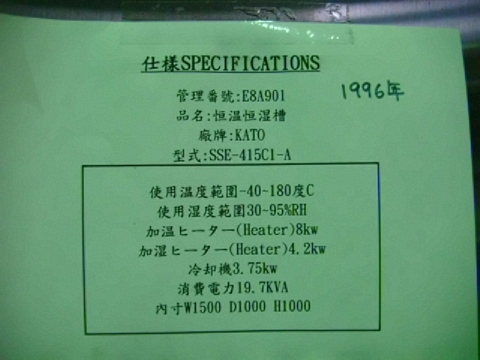 仕様SPECIFICATIONS
1996年
管理番號:E8A901
品名:恒温恒湿槽
廠牌:KATO
型式:SSE-415C1-A
使用温度範圍-40-180度C
使用湿度範圍30-95%RH
加温ヒーター(Heater)8kw
加湿ヒーター(Heater)4.2kw
冷却機3.75kw
消費電力19.7KVA
內寸W1500 D1000 H1000